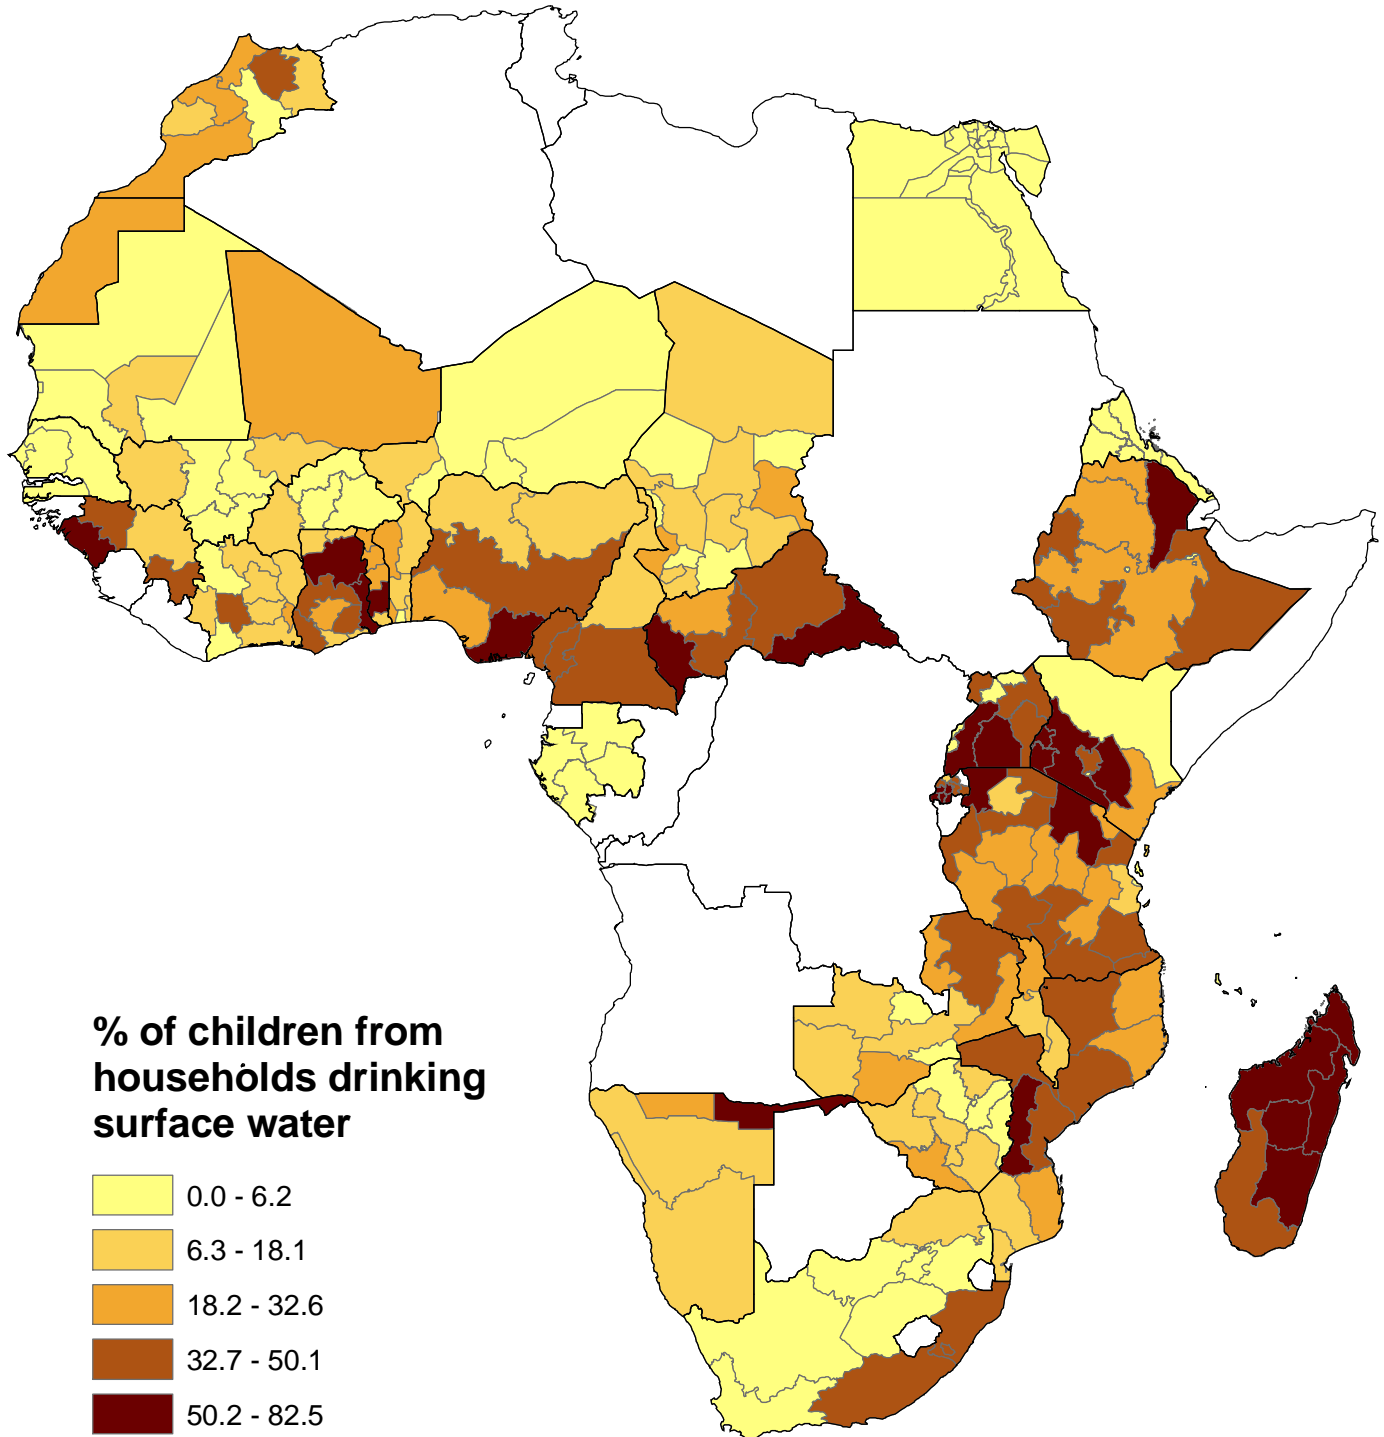 % of children from
households drinking
surface water
0.0 - 6.2
6.3 - 18.1
18.2 - 32.6
32.7 - 50.1
50.2 - 82.5